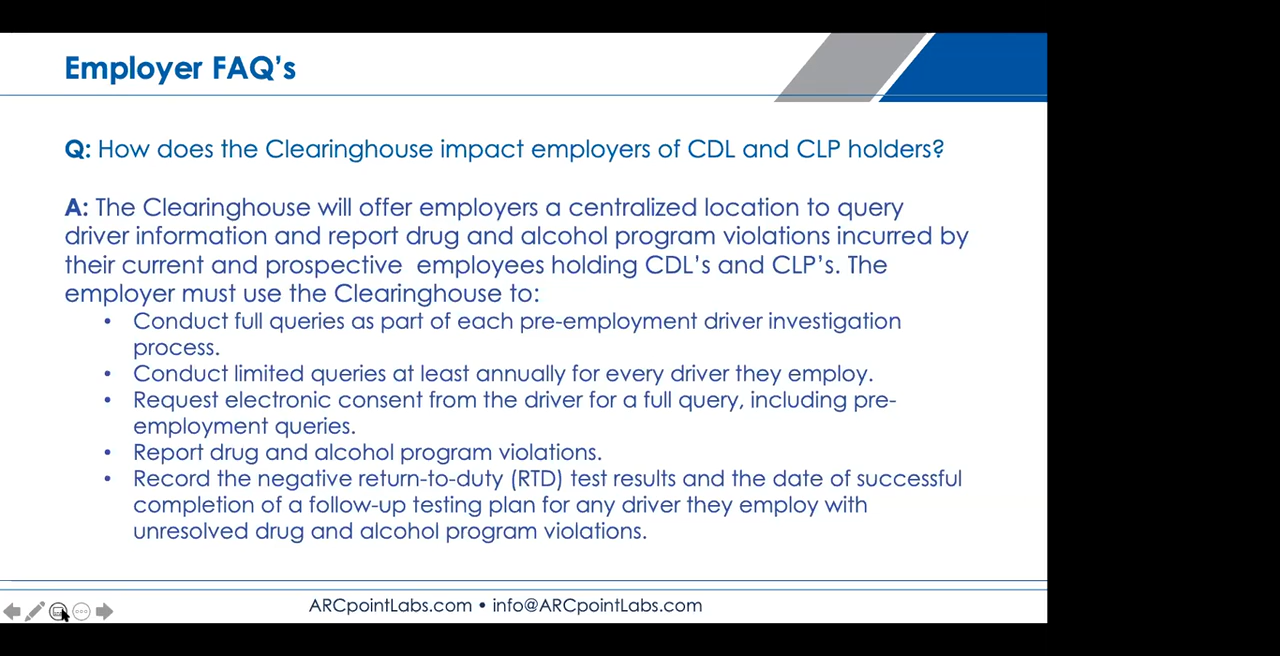 Employer FAQ's
Q: How does the Clearinghouse impact employers of CDL and CLP holders?
A: The Clearinghouse will offer employers a centralized location to query
driver information and report drug and alcohol program violations incurred by
their current and prospective  employees holding CDL's and CLP's. The
employer must use the Clearinghouse to:
• Conduct full queries as part of each pre-employment driver investigation
process.
• Conduct limited queries at least annually for every driver they employ.
• Request electronic consent from the driver for a full query, including pre-
employment queries.
• Report drug and alcohol program violations.
• Record the negative return-to-duty (RTD) test results and the date of successful
completion of a follow-up testing plan for any driver they employ with
unresolved drug and alcohol program violations.
ARCpointLabs.com • info@ARCpointLabs.com